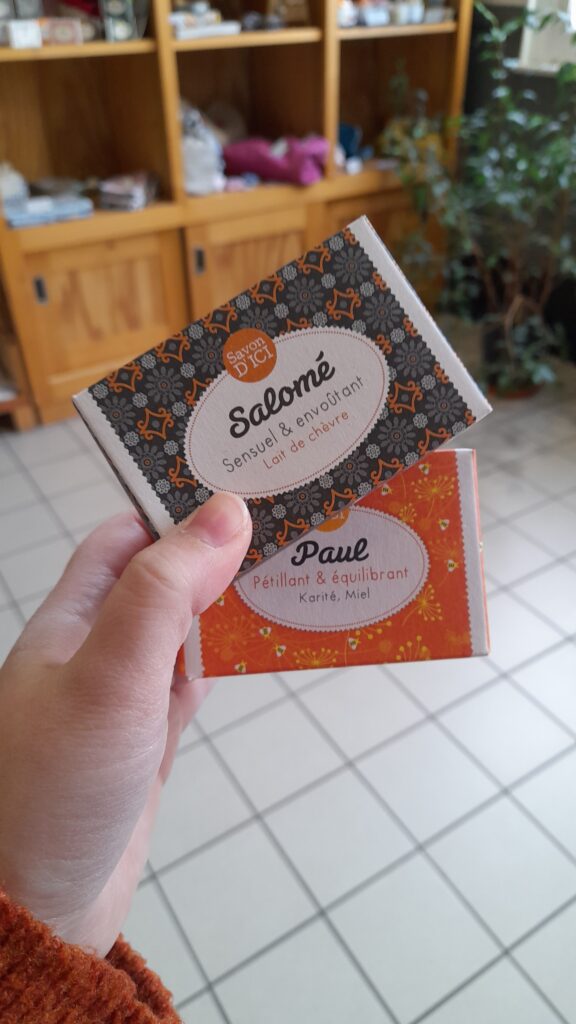 Savon
D'ICI
Salomé
Sensuel & envoûtant
Lait de chèvre
Paul
Pétillant & équilibrant
Karité, Miel